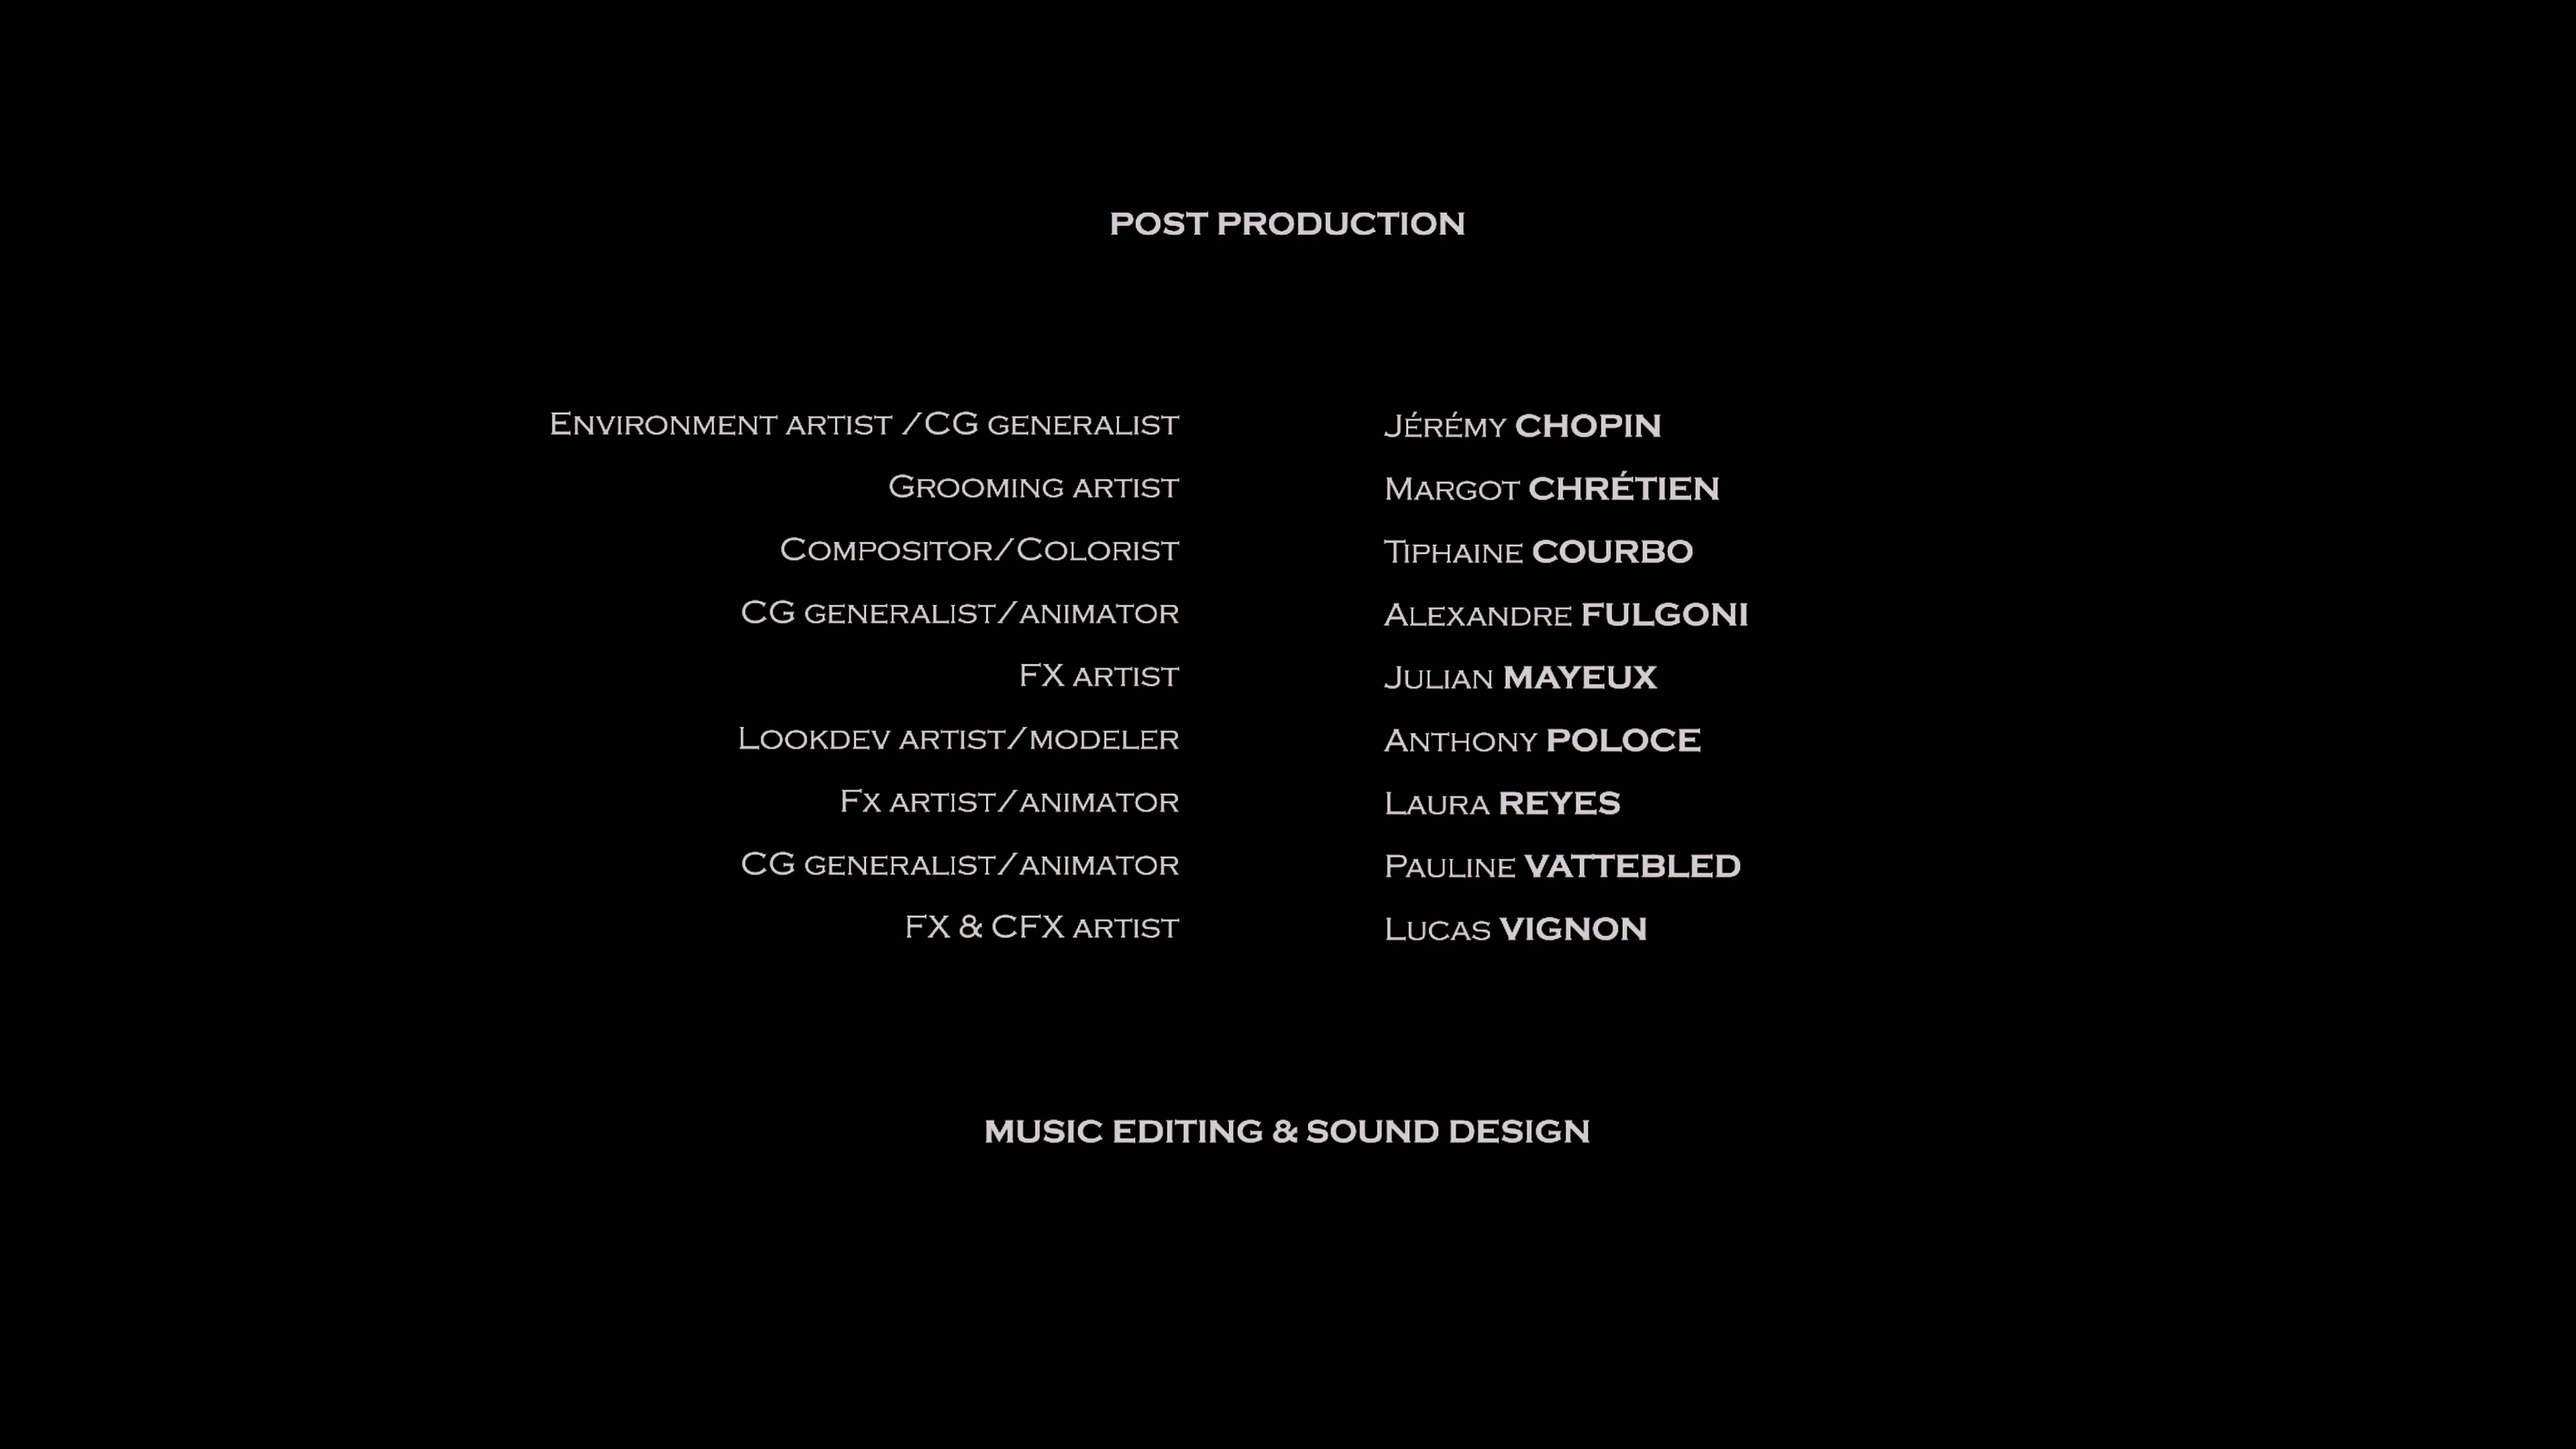 POST PRODUCTION
Environment artist /CG generalist Jérémy CHOPIN
Grooming artist Margot CHRÉTIEN
Compositor/Colorist Tiphaine COURBO
CG generalist/animator Alexandre FULGONI
FX artist Julian MAYEUX
Lookdev artist/modeler Anthony POLOCE
Fx artist/animator Laura REYES
CG generalist/animator Pauline VATTEBLED
FX & CFX artist Lucas VIGNON
MUSIC EDITING & SOUND DESIGN